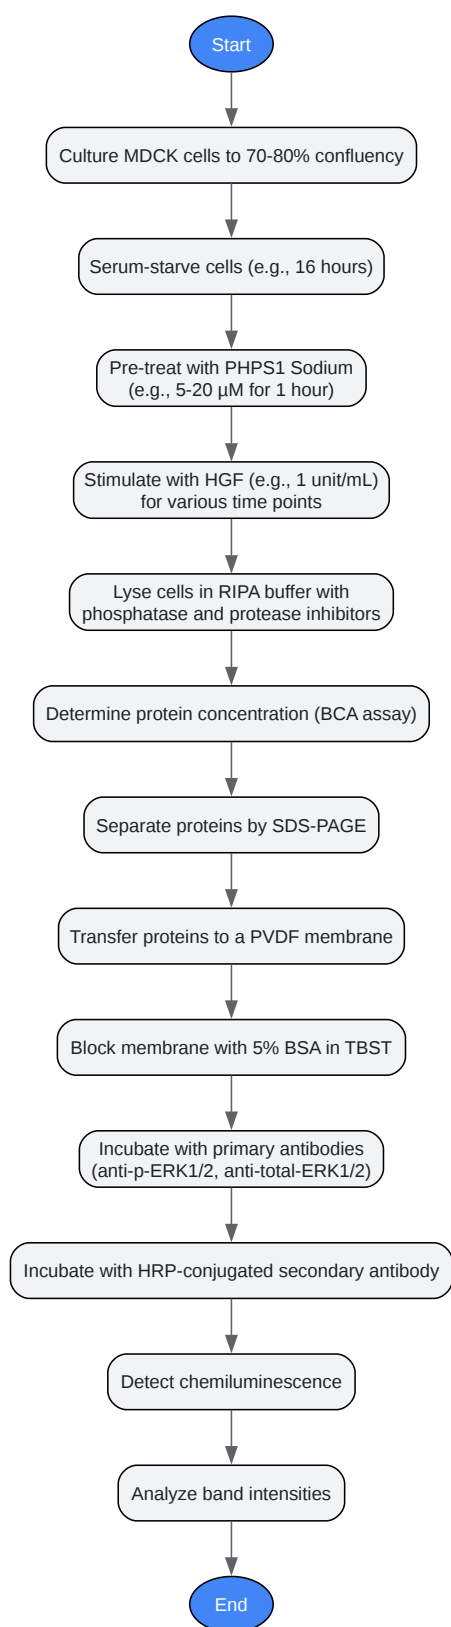 Start
Culture MDCK cells to 70-80% confluency
Serum-starve cells (e.g., 16 hours)
Pre-treat with PHPS1 Sodium
(e.g., 5-20 µM for 1 hour)
Stimulate with HGF (e.g., 1 unit/mL)
for various time points
Lyse cells in RIPA buffer with
phosphatase and protease inhibitors
Determine protein concentration (BCA assay)
Separate proteins by SDS-PAGE
Transfer proteins to a PVDF membrane
Block membrane with 5% BSA in TBST
Incubate with primary antibodies
(anti-p-ERK1/2, anti-total-ERK1/2)
Incubate with HRP-conjugated secondary antibody
Detect chemiluminescence
Analyze band intensities
End